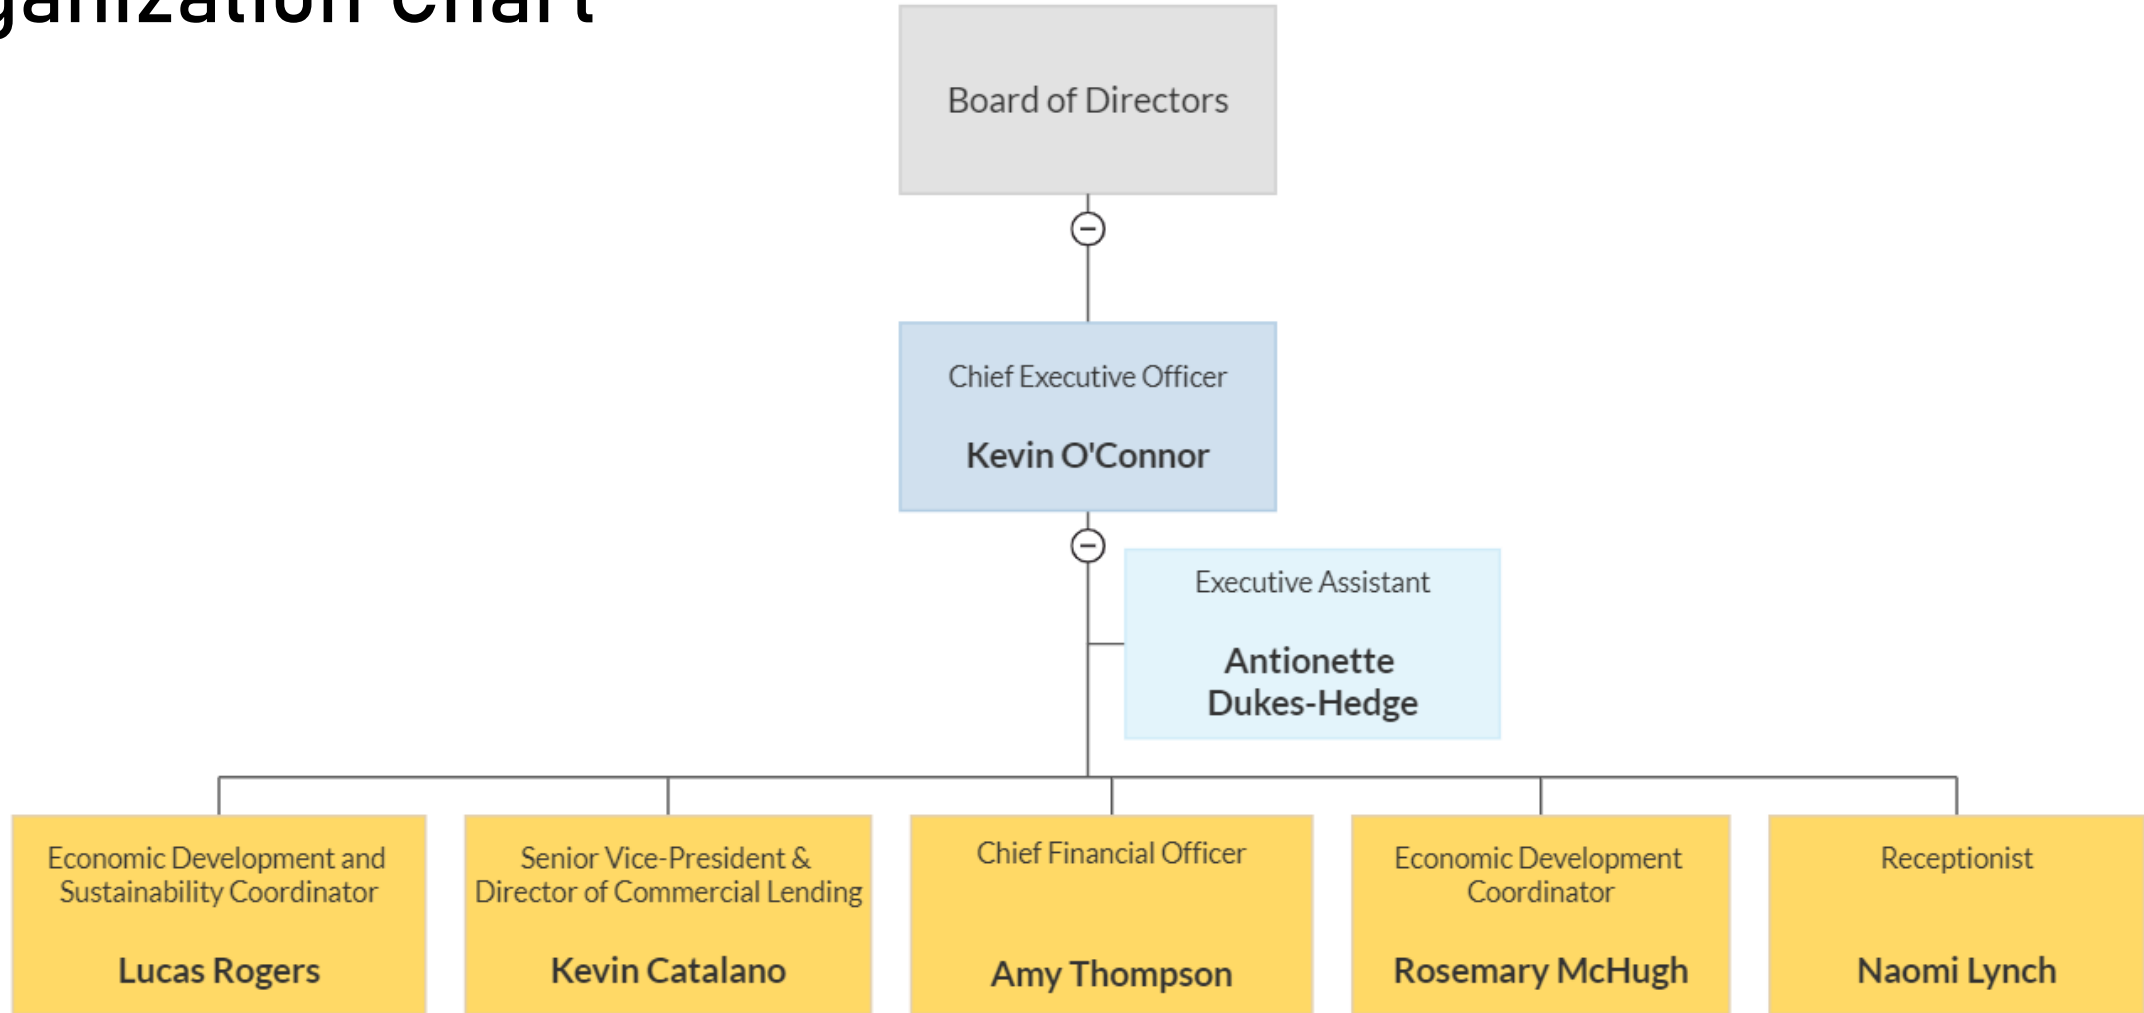 ganization Chart
Board of Directors
Chief Executive Officer
Kevin O'Connor
Executive Assistant
Antionette
Dukes-Hedge
Economic Development and
Sustainability Coordinator
Lucas Rogers
Senior Vice-President &
Director of Commercial Lending
Kevin Catalano
Chief Financial Officer
Amy Thompson
Economic Development
Coordinator
Rosemary McHugh
Receptionist
Naomi Lynch